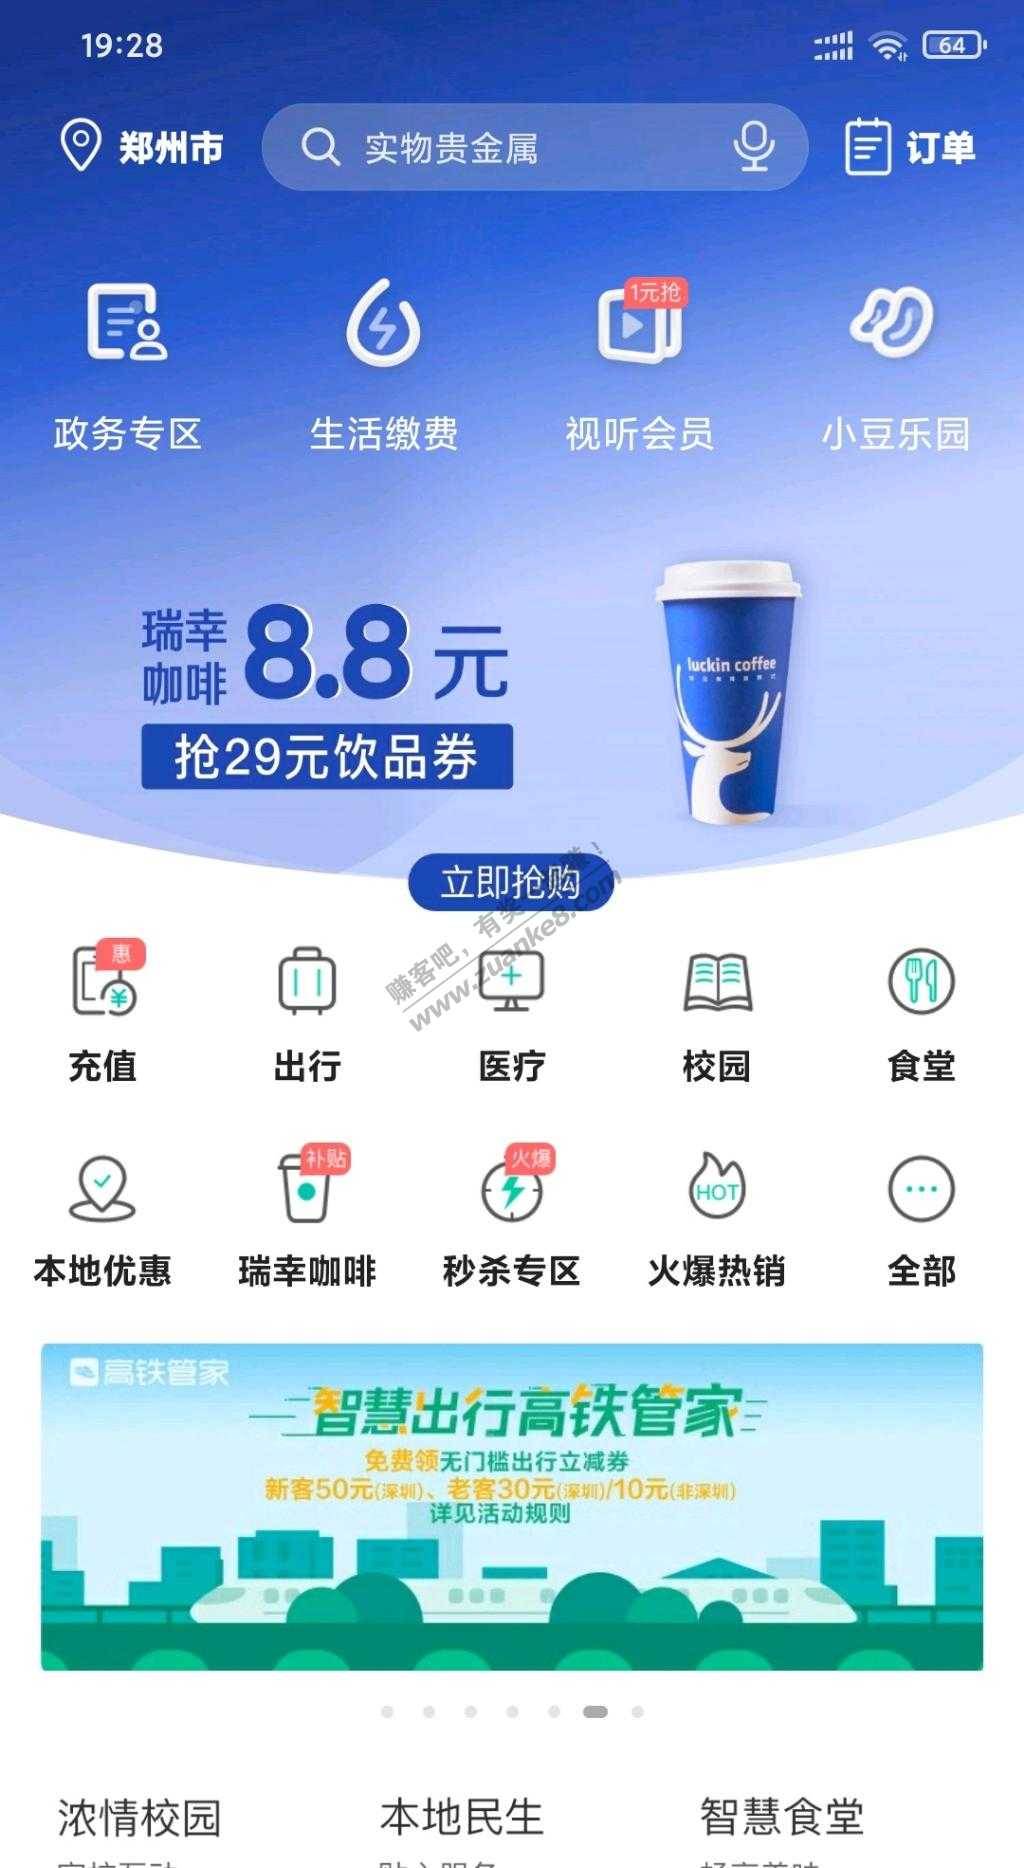 19:28
64
郑州市
实物贵金属
订单
1元抢
政务专区
生活缴费
视听会员
小豆乐园
瑞幸
咖啡
8.8元
抢29元饮品券
luckin coffee
立即抢购
赚客吧，有奖一起赚！
www.zuanke8.com
惠
充值
出行
医疗
校园
食堂
补贴
火爆
HOT
本地优惠
瑞幸咖啡
秒杀专区
火爆热销
全部
高铁管家
智慧出行高铁管家
免费领无门槛出行立减券
新客50元(深圳)、老客30元(深圳)/10元(非深圳)
详见活动规则
浓情校园
本地民生
智慧食堂